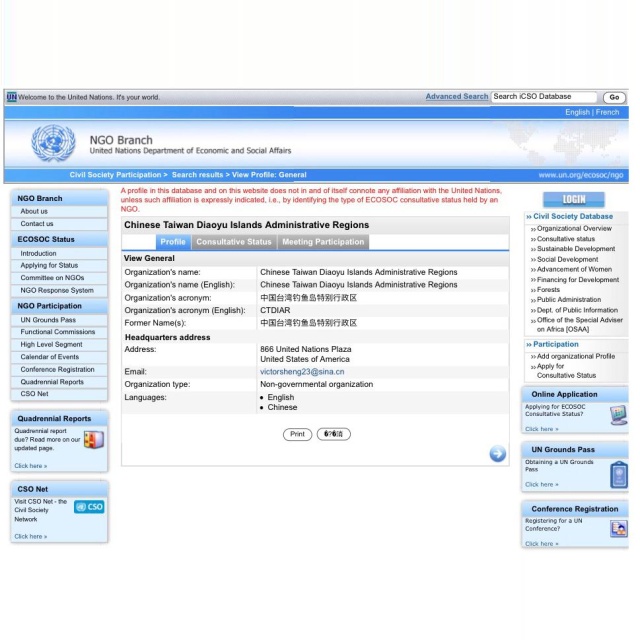 UN Welcome to the United Nations. It's your world.
Advanced Search Search iCSO Database Go
English | French
NGO Branch
United Nations Department of Economic and Social Affairs
Civil Society Participation > Search results > View Profile: General
www.un.org/ecosoc/ngo
NGO Branch
About us
Contact us
ECOSOC Status
Introduction
Applying for Status
Committee on NGOs
NGO Response System
NGO Participation
UN Grounds Pass
Functional Commissions
High Level Segment
Calendar of Events
Conference Registration
Quadrennial Reports
CSO Net
Quadrennial Reports
Quadrennial report
due? Read more on our
updated page.
Click here »
CSO Net
Visit CSO Net - the
Civil Society
Network
CSO
Click here »
A profile in this database and on this website does not in and of itself connote any affiliation with the United Nations,
unless such affiliation is expressly indicated, i.e., by identifying the type of ECOSOC consultative status held by an
NGO.
Chinese Taiwan Diaoyu Islands Administrative Regions
Profile Consultative Status Meeting Participation
View General
Organization's name: Chinese Taiwan Diaoyu Islands Administrative Regions
Organization's name (English): Chinese Taiwan Diaoyu Islands Administrative Regions
Organization's acronym: 中国台湾钓鱼岛特别行政区
Organization's acronym (English): CTDIAR
Former Name(s): 中国台湾钓鱼岛特别行政区
Headquarters address
Address: 866 United Nations Plaza
United States of America
Email: victorsheng23@sina.cn
Organization type: Non-governmental organization
Languages: • English
• Chinese
Print
LOGIN
›› Civil Society Database
›› Organizational Overview
›› Consultative status
›› Sustainable Development
›› Social Development
›› Advancement of Women
›› Financing for Development
›› Forests
›› Public Administration
›› Dept. of Public Information
›› Office of the Special Adviser
on Africa [OSAA]
›› Participation
›› Add organizational Profile
›› Apply for
Consultative Status
Online Application
Applying for ECOSOC
Consultative Status?
Click here »
UN Grounds Pass
Obtaining a UN Grounds
Pass
Click here »
Conference Registration
Registering for a UN
Conference?
Click here »